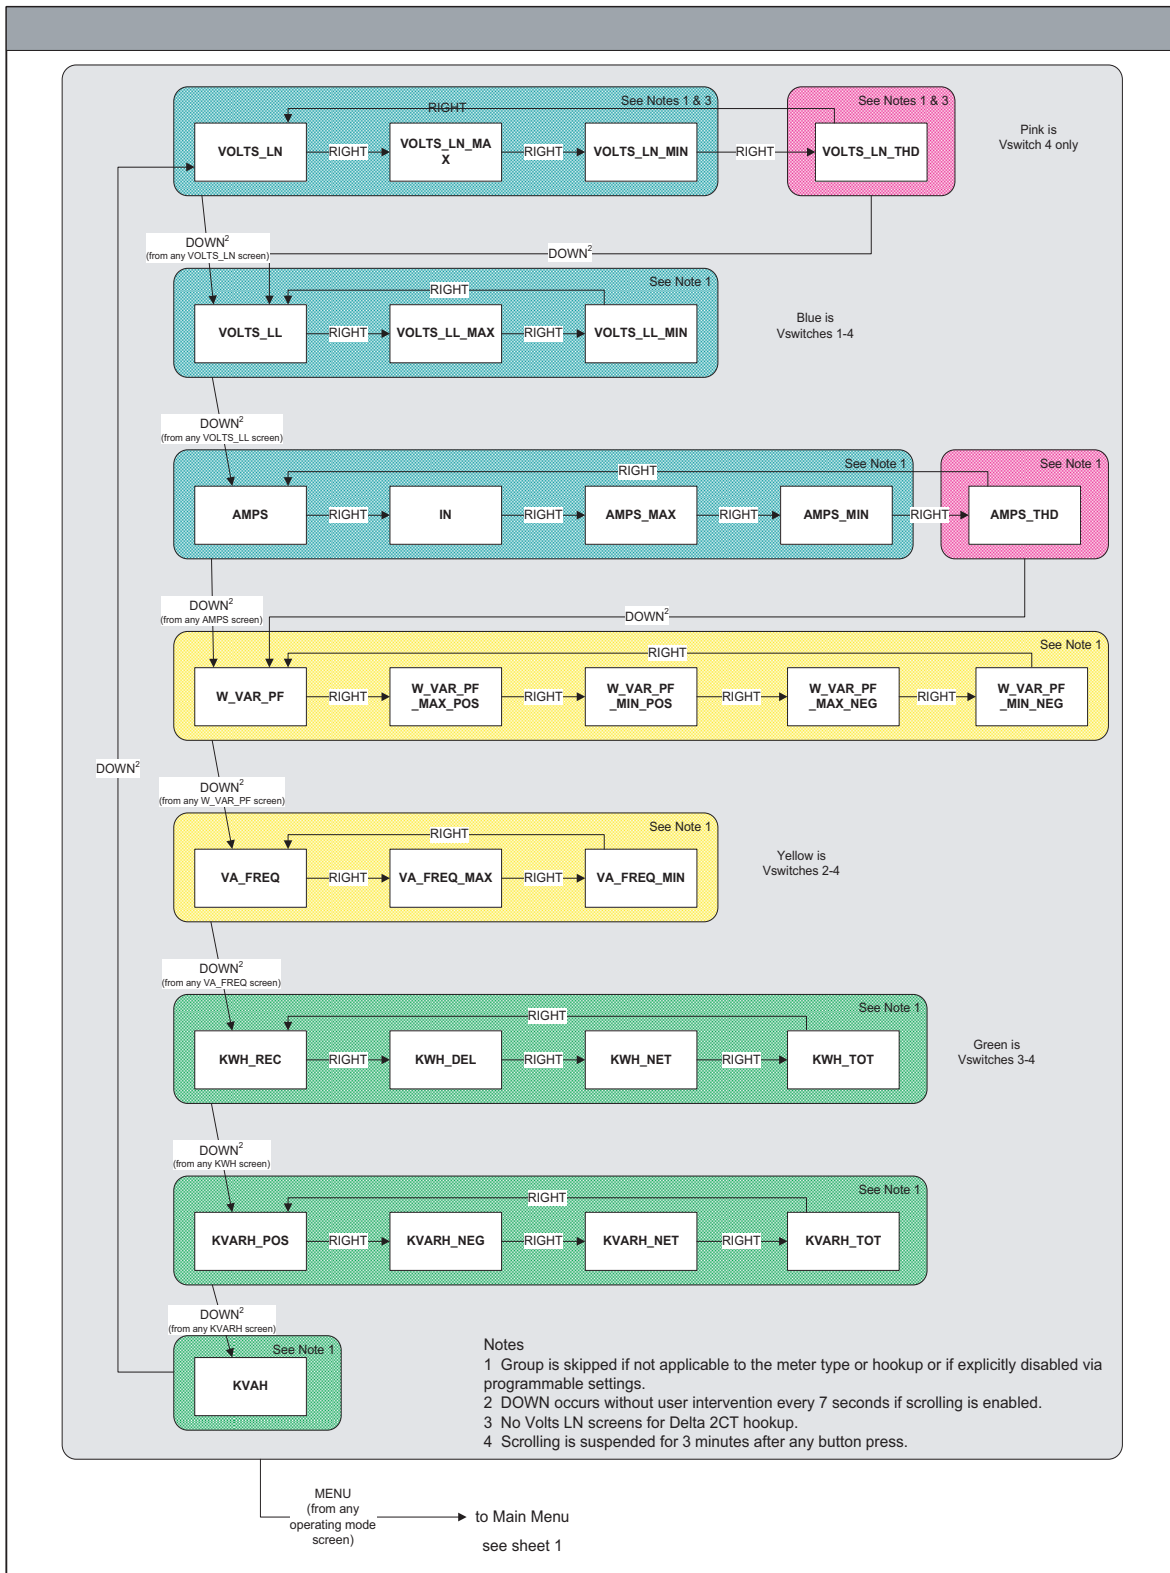 See Notes 1 & 3
See Notes 1 & 3
RIGHT
Pink is
Vswitch 4 only
VOLTS_LN
RIGHT
VOLTS_LN_MA
X
RIGHT
VOLTS_LN_MIN
RIGHT
VOLTS_LN_THD
DOWN2
(from any VOLTS_LN screen)
DOWN2
See Note 1
RIGHT
Blue is
Vswitches 1-4
VOLTS_LL
RIGHT
VOLTS_LL_MAX
RIGHT
VOLTS_LL_MIN
DOWN2
(from any VOLTS_LL screen)
See Note 1
See Note 1
RIGHT
AMPS
RIGHT
IN
RIGHT
AMPS_MAX
RIGHT
AMPS_MIN
RIGHT
AMPS_THD
DOWN2
(from any AMPS screen)
DOWN2
See Note 1
RIGHT
W_VAR_PF
RIGHT
W_VAR_PF
_MAX_POS
RIGHT
W_VAR_PF
_MIN_POS
RIGHT
W_VAR_PF
_MAX_NEG
RIGHT
W_VAR_PF
_MIN_NEG
DOWN2
DOWN2
(from any W_VAR_PF screen)
See Note 1
RIGHT
Yellow is
Vswitches 2-4
VA_FREQ
RIGHT
VA_FREQ_MAX
RIGHT
VA_FREQ_MIN
DOWN2
(from any VA_FREQ screen)
See Note 1
RIGHT
Green is
Vswitches 3-4
KWH_REC
RIGHT
KWH_DEL
RIGHT
KWH_NET
RIGHT
KWH_TOT
DOWN2
(from any KWH screen)
See Note 1
RIGHT
KVARH_POS
RIGHT
KVARH_NEG
RIGHT
KVARH_NET
RIGHT
KVARH_TOT
DOWN2
(from any KVARH screen)
See Note 1
KVAH
Notes
1 Group is skipped if not applicable to the meter type or hookup or if explicitly disabled via
programmable settings.
2 DOWN occurs without user intervention every 7 seconds if scrolling is enabled.
3 No Volts LN screens for Delta 2CT hookup.
4 Scrolling is suspended for 3 minutes after any button press.
MENU
(from any
operating mode
screen)
to Main Menu
see sheet 1